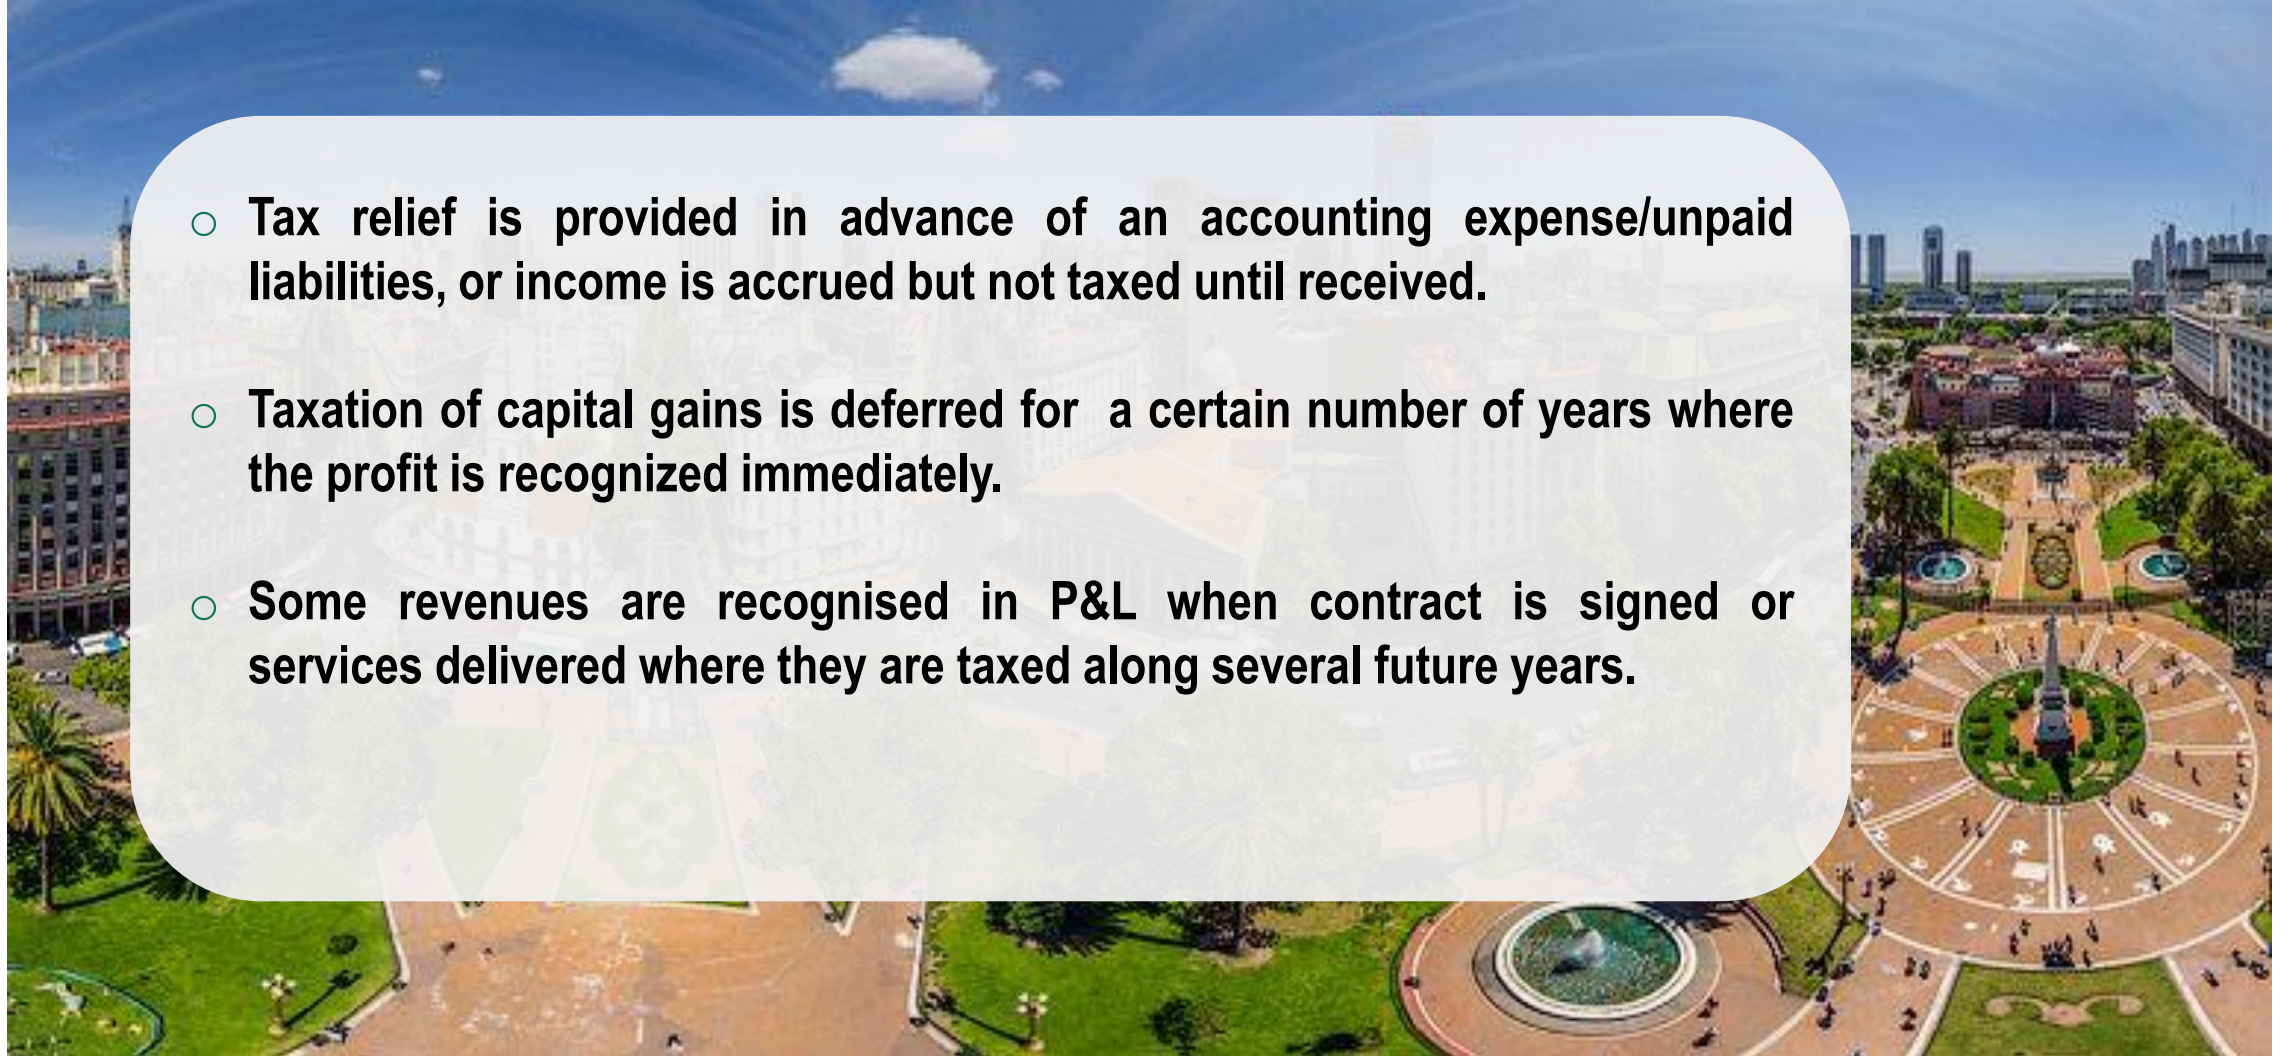 Tax relief is provided in advance of an accounting expense/unpaid
liabilities, or income is accrued but not taxed until received.
Taxation of capital gains is deferred for a certain number of years where
the profit is recognized immediately.
Some revenues are recognised in P&L when contract is signed or
services delivered where they are taxed along several future years.